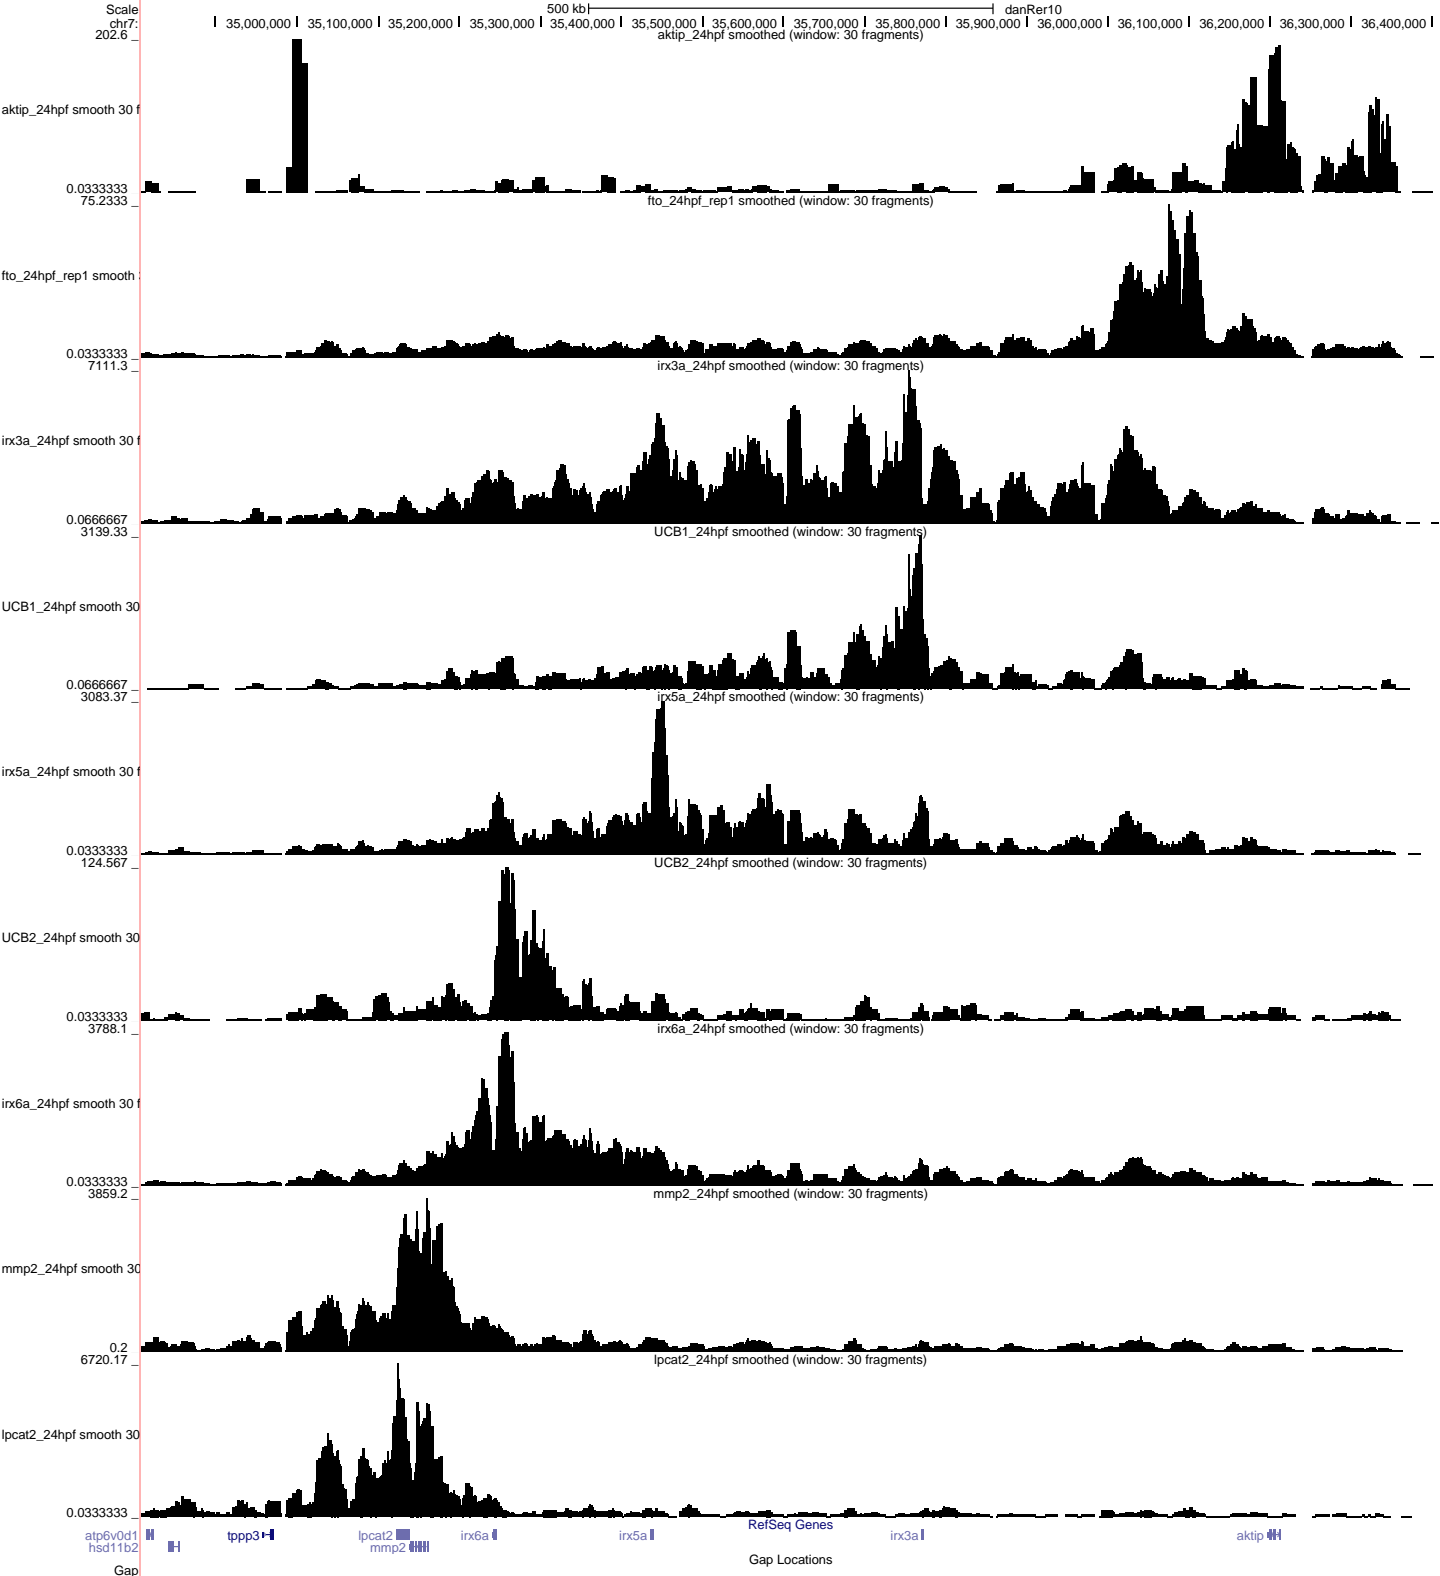 Scale 500 kb danRer10
chr7: 35,000,000 35,100,000 35,200,000 35,300,000 35,400,000 35,500,000 35,600,000 35,700,000 35,800,000 35,900,000 36,000,000 36,100,000 36,200,000 36,300,000 36,400,000
202.6 _ aktip_24hpf smoothed (window: 30 fragments)
aktip_24hpf smooth 30 f
0.0333333 _
75.2333 _ fto_24hpf_rep1 smoothed (window: 30 fragments)
fto_24hpf_rep1 smooth
0.0333333 _
7111.3 _ irx3a_24hpf smoothed (window: 30 fragments)
irx3a_24hpf smooth 30 f
0.0666667 _
3139.33 _ UCB1_24hpf smoothed (window: 30 fragments)
UCB1_24hpf smooth 30
0.0666667 _
3083.37 _ irx5a_24hpf smoothed (window: 30 fragments)
irx5a_24hpf smooth 30 f
0.0333333 _
124.567 _ UCB2_24hpf smoothed (window: 30 fragments)
UCB2_24hpf smooth 30
0.0333333 _
3788.1 _ irx6a_24hpf smoothed (window: 30 fragments)
irx6a_24hpf smooth 30 f
0.0333333 _
3859.2 _ mmp2_24hpf smoothed (window: 30 fragments)
mmp2_24hpf smooth 30
0.2 _
6720.17 _ lpcat2_24hpf smoothed (window: 30 fragments)
lpcat2_24hpf smooth 30
0.0333333 _
RefSeq Genes
atp6v0d1 tppp3 lpcat2 irx6a irx5a irx3a aktip
hsd11b2 mmp2
Gap Locations
Gap